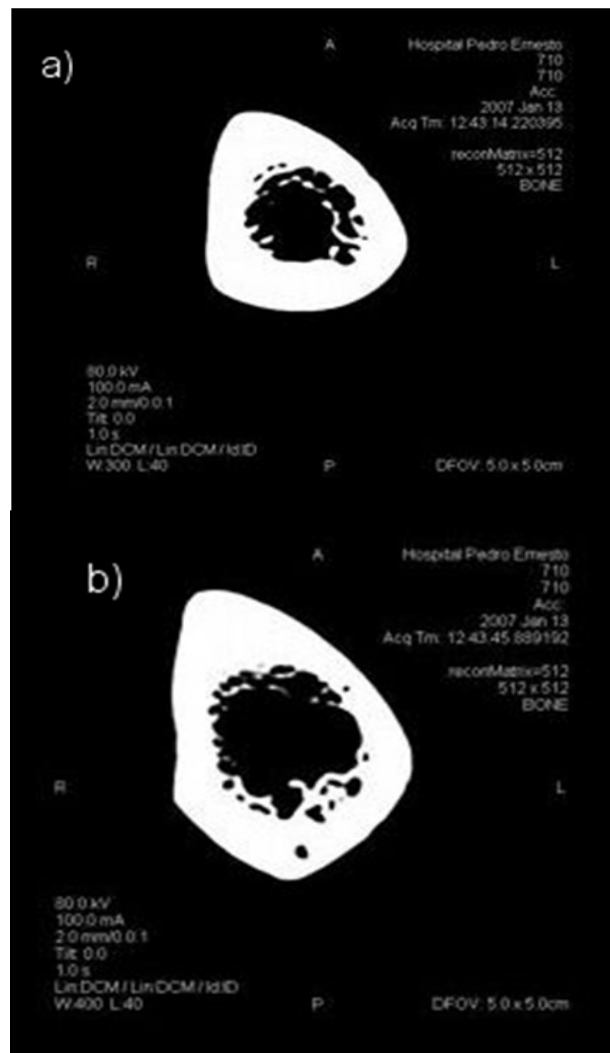 a)
A
Hospital Pedro Ernesto
710
710
Acc:
2007 Jan 13
Acq Tm: 12:43:14.220395
reconMatrix=512
512 x 512
BONE
R
L
80.0 kV
100.0 mA
2.0 mm/0.0:1
Tilt: 0.0
1.0 s
Lin:DCM / Lin:DCM / Id:ID
W:300 L:40
P
DFOV: 5.0 x 5.0cm
b)
A
Hospital Pedro Ernesto
710
710
Acc:
2007 Jan 13
Acq Tm: 12:43:45.889192
reconMatrix=512
512 x 512
BONE
R
L
80.0 kV
100.0 mA
2.0 mm/0.0:1
Tilt: 0.0
1.0 s
Lin:DCM / Lin:DCM / Id:ID
W:400 L:40
P
DFOV: 5.0 x 5.0cm